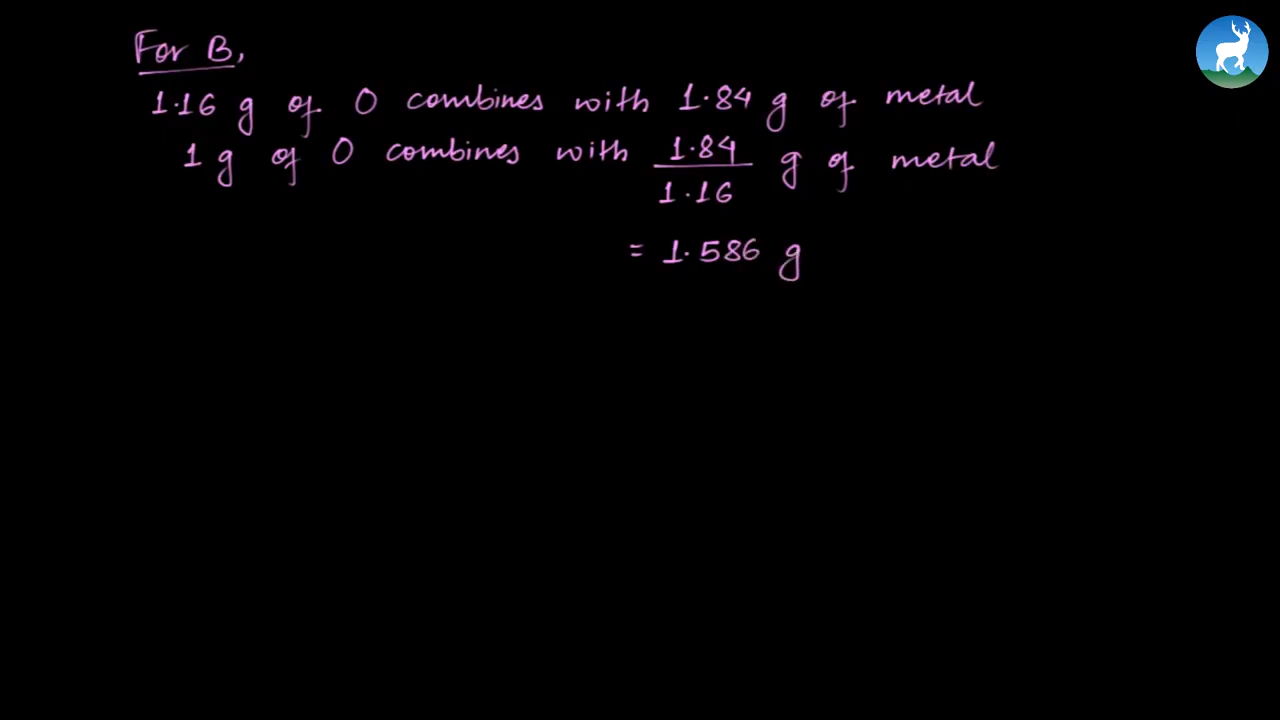 For B,
1.16 g of O combines with 1.84 g of metal
1 g of O combines with 1.84/1.16 g of metal
= 1.586 g